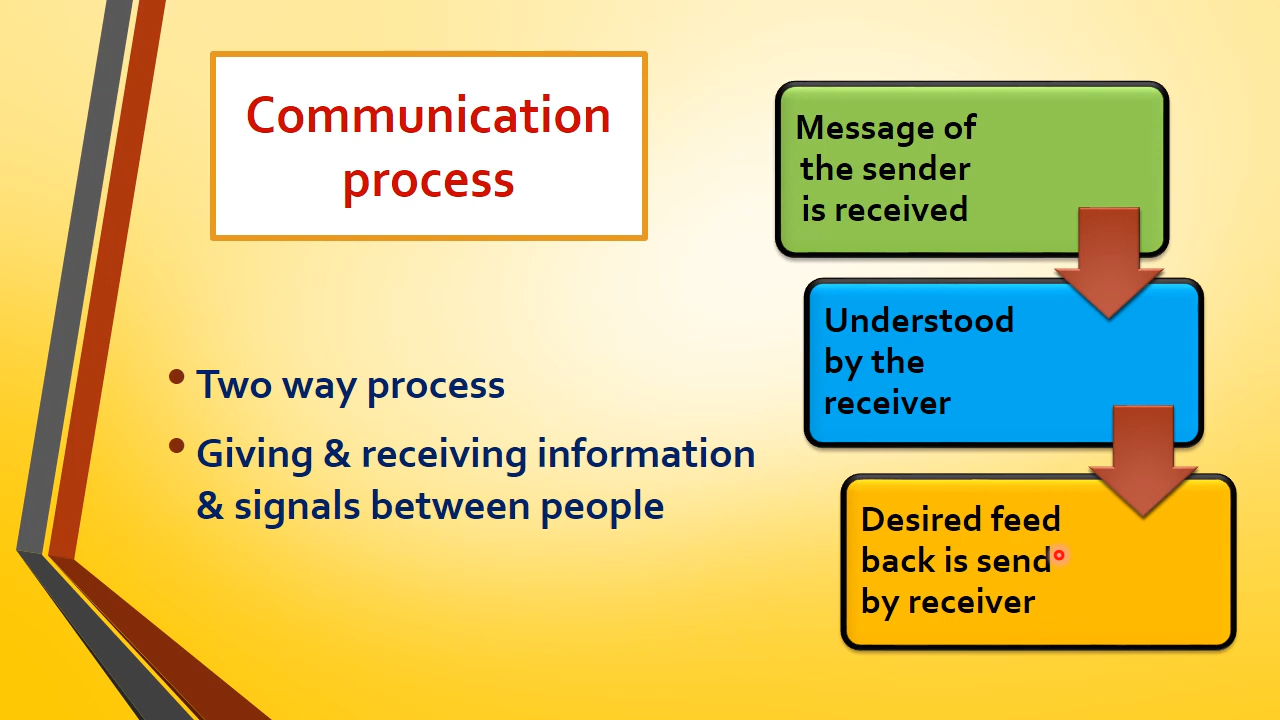 Communication
process
• Two way process
• Giving & receiving information
& signals between people
Message of
the sender
is received
Understood
by the
receiver
Desired feed
back is send
by receiver